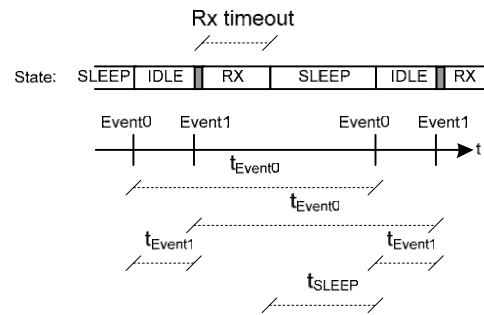 Rx timeout
State: SLEEP IDLE RX SLEEP IDLE RX
Event0 Event1 Event0 Event1
t
tEvent0
tEvent0
tEvent1 tEvent1
tSLEEP